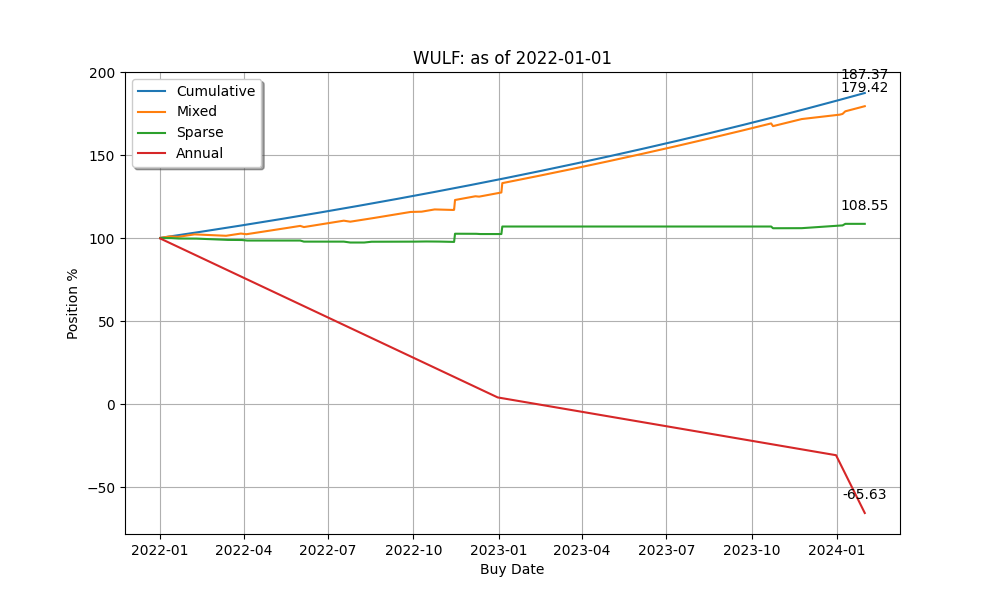 WULF: as of 2022-01-01
200
150
100
50
0
−50
Position %
Cumulative
Mixed
Sparse
Annual
187.37
179.42
108.55
-65.63
2022-01 2022-04 2022-07 2022-10 2023-01 2023-04 2023-07 2023-10 2024-01
Buy Date